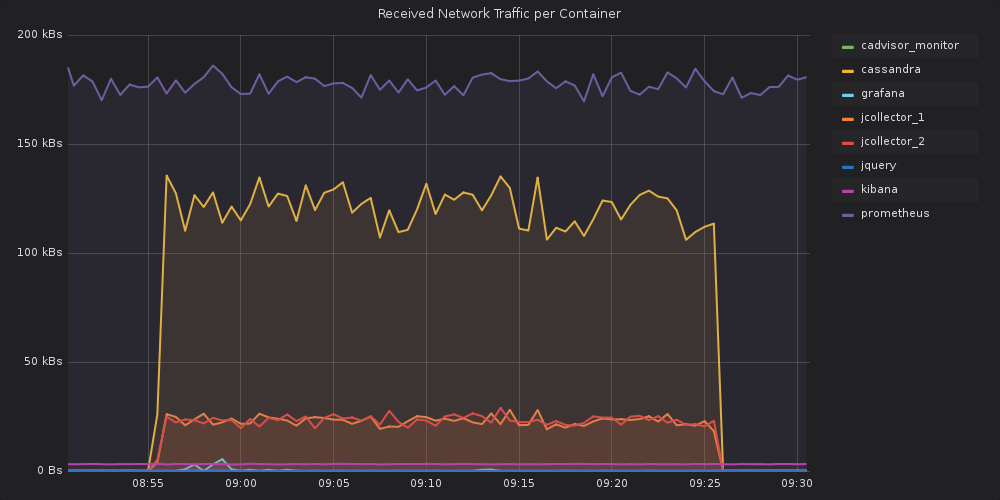 Received Network Traffic per Container
200 kBs
150 kBs
100 kBs
50 kBs
0 Bs
08:55
09:00
09:05
09:10
09:15
09:20
09:25
09:30
cadvisor_monitor
cassandra
grafana
jcollector_1
jcollector_2
jquery
kibana
prometheus